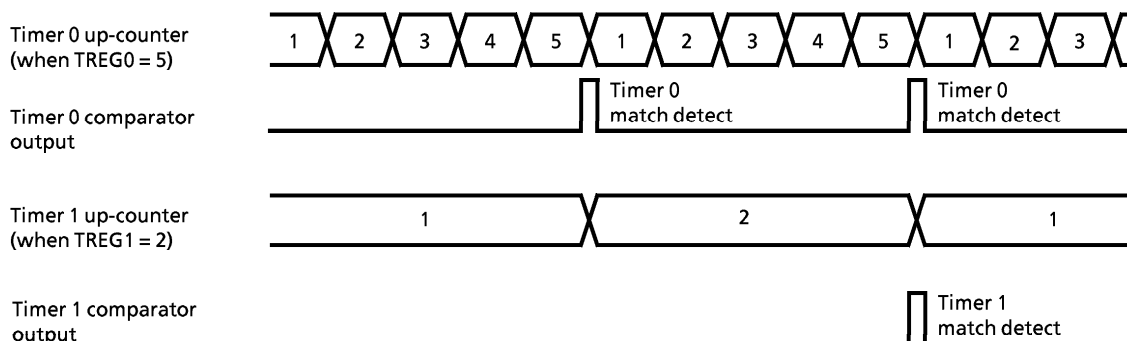 Timer 0 up-counter
(when TREG0 = 5)
1 2 3 4 5 1 2 3 4 5 1 2 3
Timer 0 comparator
output
Timer 0
match detect
Timer 0
match detect
Timer 1 up-counter
(when TREG1 = 2)
1 2 1
Timer 1 comparator
output
Timer 1
match detect